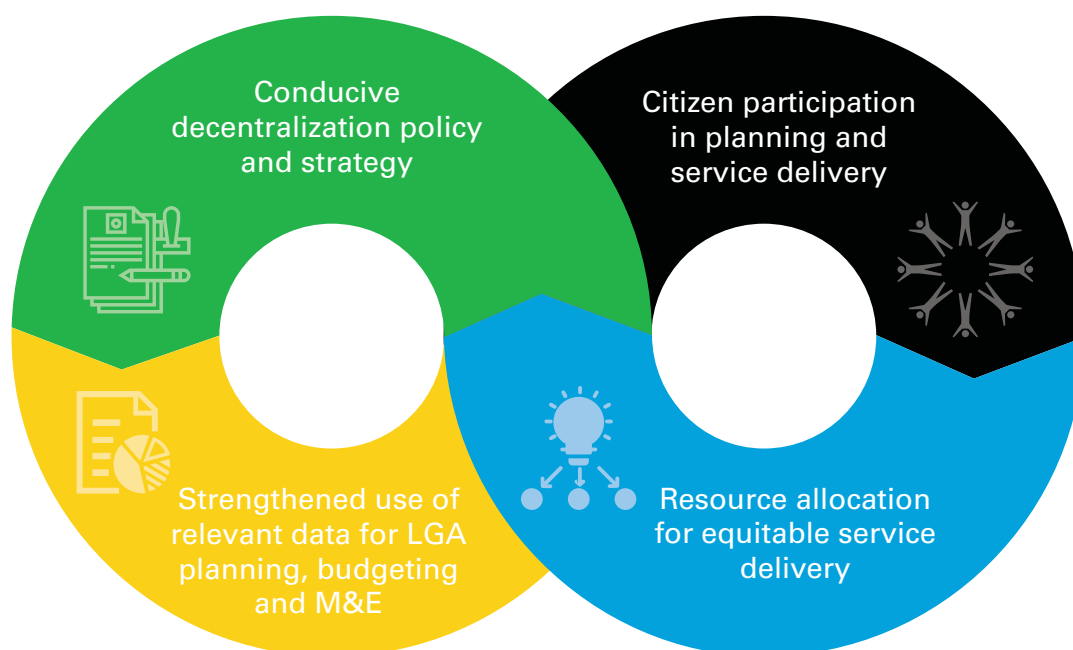 Conducive
decentralization policy
and strategy
Citizen participation
in planning and
service delivery
Strengthened use of
relevant data for LGA
planning, budgeting
and M&E
Resource allocation
for equitable service
delivery